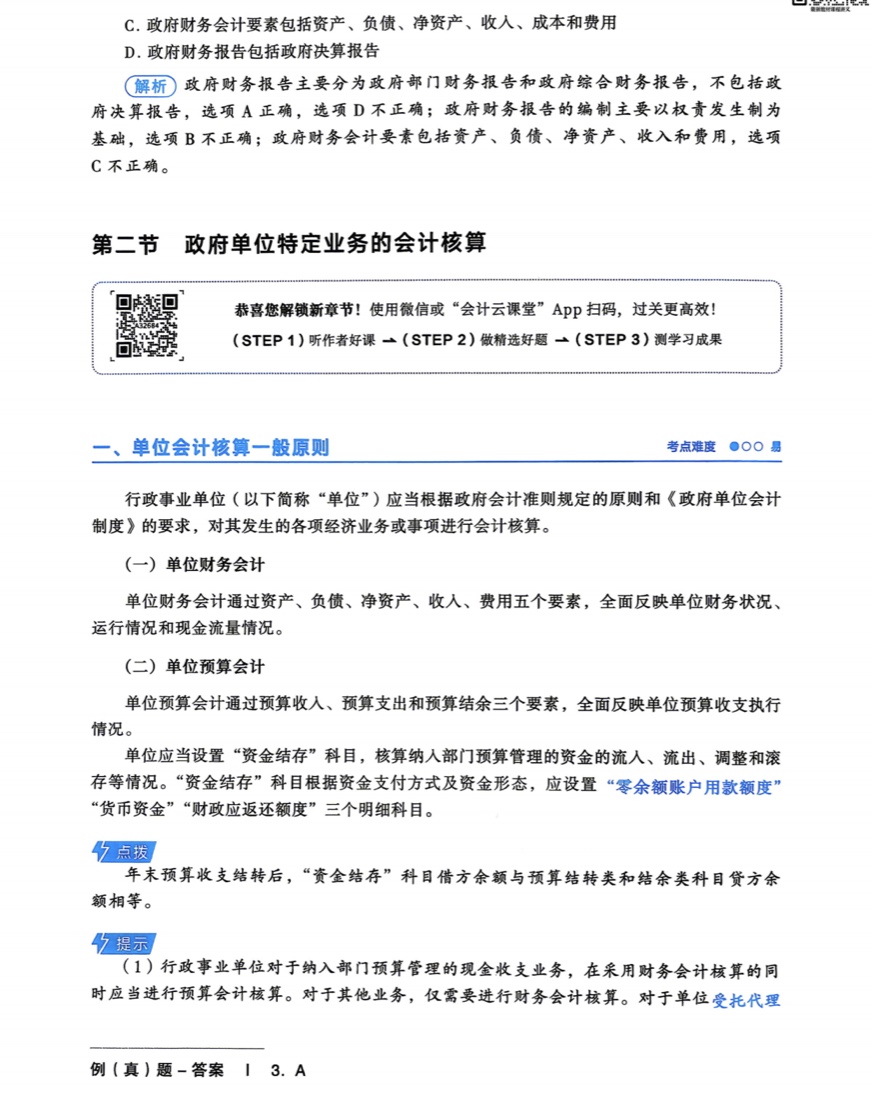 C. 政府财务会计要素包括资产、负债、净资产、收入、成本和费用
D. 政府财务报告包括政府决算报告
解析 政府财务报告主要分为政府部门财务报告和政府综合财务报告，不包括政
府决算报告，选项 A 正确，选项 D 不正确；政府财务报告的编制主要以权责发生制为
基础，选项 B 不正确；政府财务会计要素包括资产、负债、净资产、收入和费用，选项
C 不正确。
第二节 政府单位特定业务的会计核算
恭喜您解锁新章节！使用微信或“会计云课堂”App 扫码，过关更高效！
（STEP 1）听作者好课 ⇀（STEP 2）做精选好题 ⇀（STEP 3）测学习成果
一、单位会计核算一般原则
考点难度 ●○○ 易
行政事业单位（以下简称“单位”）应当根据政府会计准则规定的原则和《政府单位会计
制度》的要求，对其发生的各项经济业务或事项进行会计核算。
（一）单位财务会计
单位财务会计通过资产、负债、净资产、收入、费用五个要素，全面反映单位财务状况、
运行情况和现金流量情况。
（二）单位预算会计
单位预算会计通过预算收入、预算支出和预算结余三个要素，全面反映单位预算收支执行
情况。
单位应当设置“资金结存”科目，核算纳入部门预算管理的资金的流入、流出、调整和滚
存等情况。“资金结存”科目根据资金支付方式及资金形态，应设置“零余额账户用款额度”
“货币资金”“财政应返还额度”三个明细科目。
点拨
年末预算收支结转后，“资金结存”科目借方余额与预算结转类和结余类科目贷方余
额相等。
提示
（1）行政事业单位对于纳入部门预算管理的现金收支业务，在采用财务会计核算的同
时应当进行预算会计核算。对于其他业务，仅需要进行财务会计核算。对于单位受托代理
例（真）题 – 答案 | 3. A